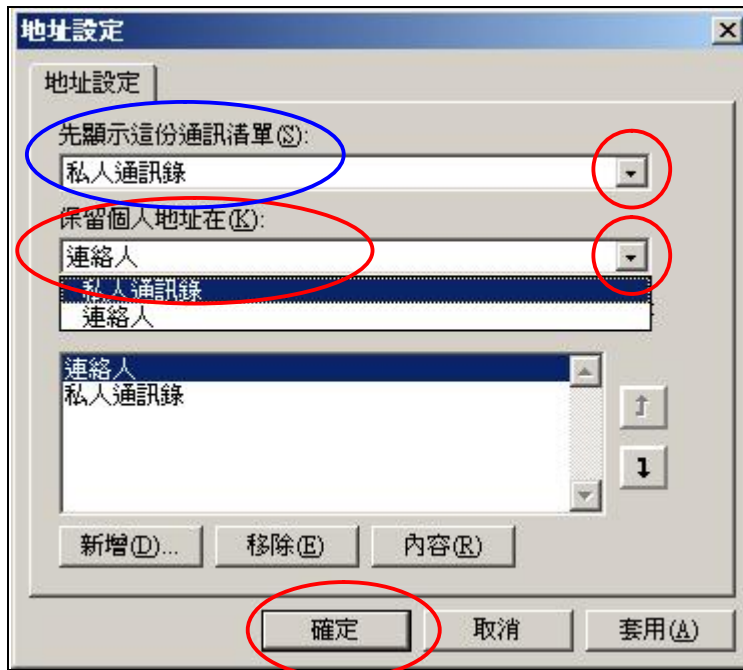 地址設定
地址設定
先顯示這份通訊清單(S):
私人通訊錄
保留個人地址在(K):
連絡人
私人通訊錄
連絡人
連絡人
私人通訊錄
新增(D)... 移除(E) 內容(R)
確定 取消 套用(A)